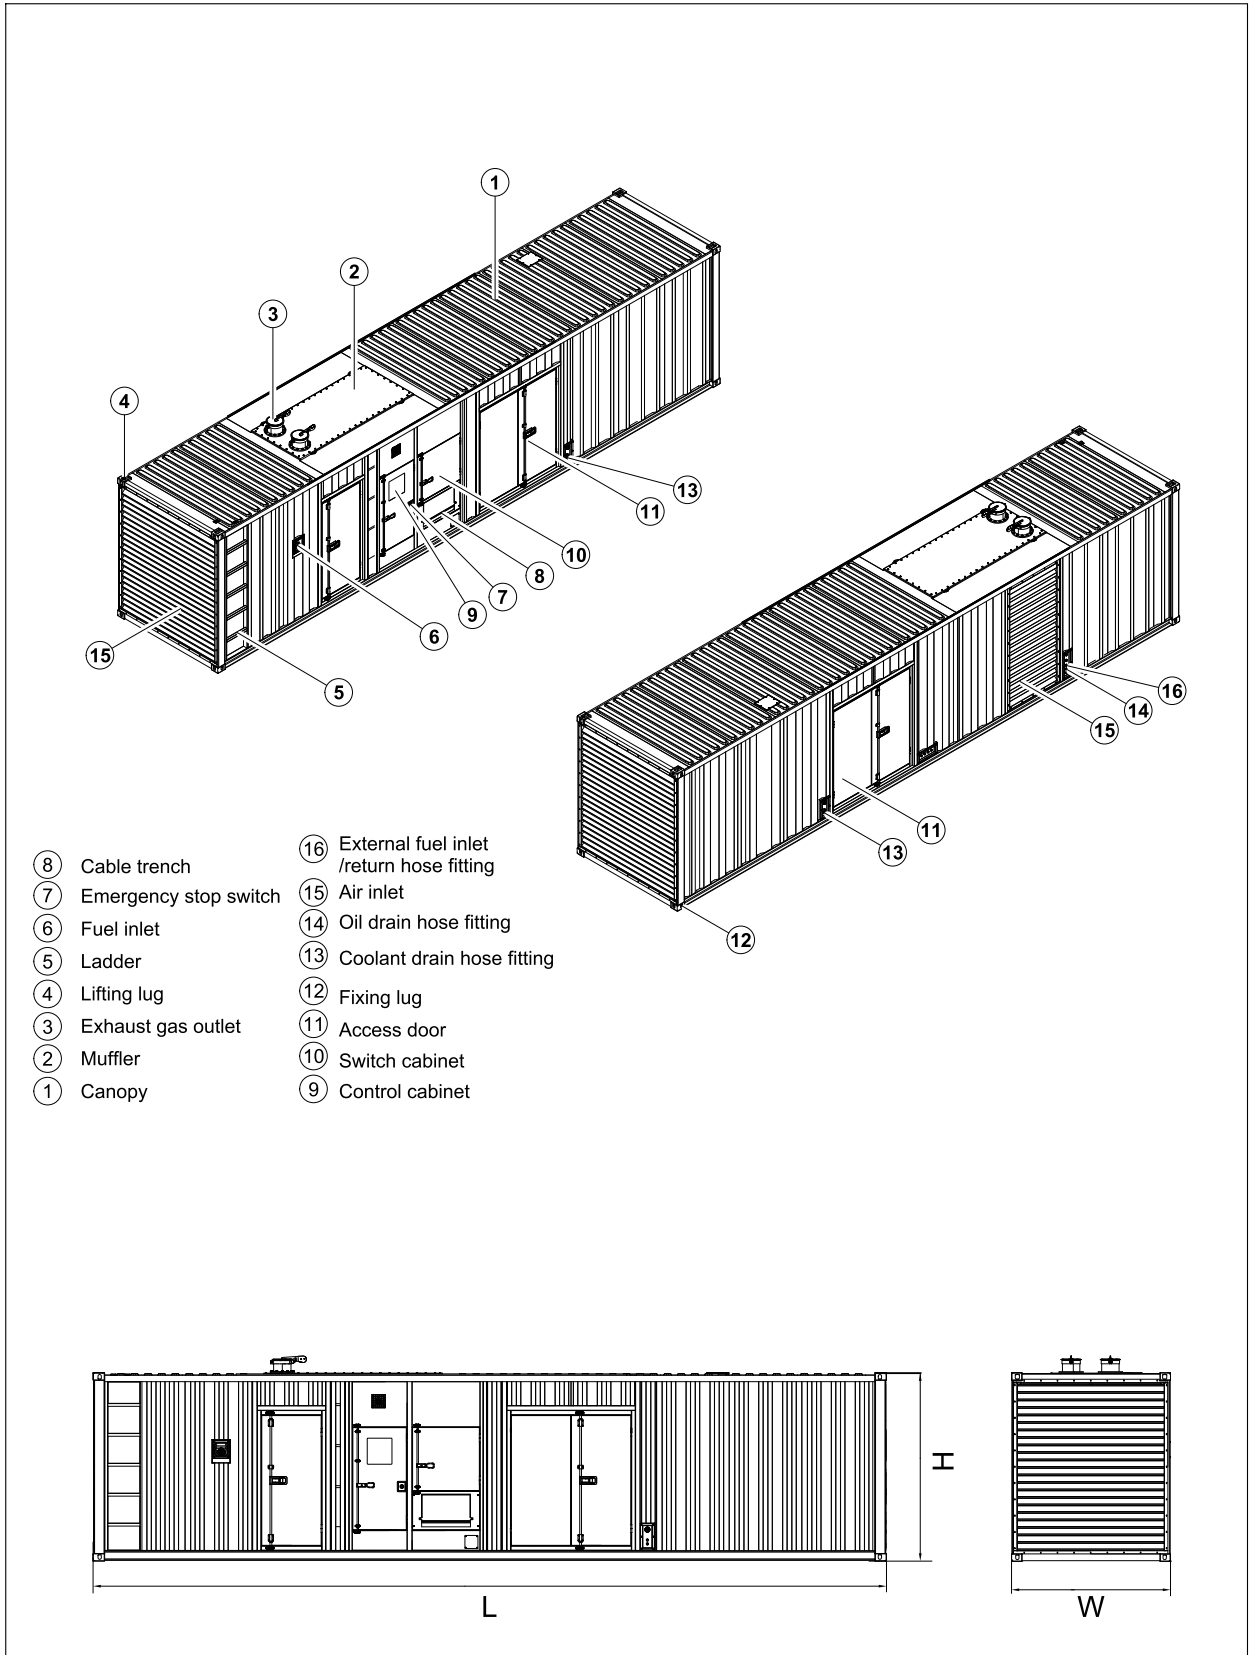 1
2
3
4
13
11
10
8
7
9
6
15
5
16
14
15
11
13
12
8 Cable trench
7 Emergency stop switch
6 Fuel inlet
5 Ladder
4 Lifting lug
3 Exhaust gas outlet
2 Muffler
1 Canopy
16 External fuel inlet
/return hose fitting
15 Air inlet
14 Oil drain hose fitting
13 Coolant drain hose fitting
12 Fixing lug
11 Access door
10 Switch cabinet
9 Control cabinet
H
L
W